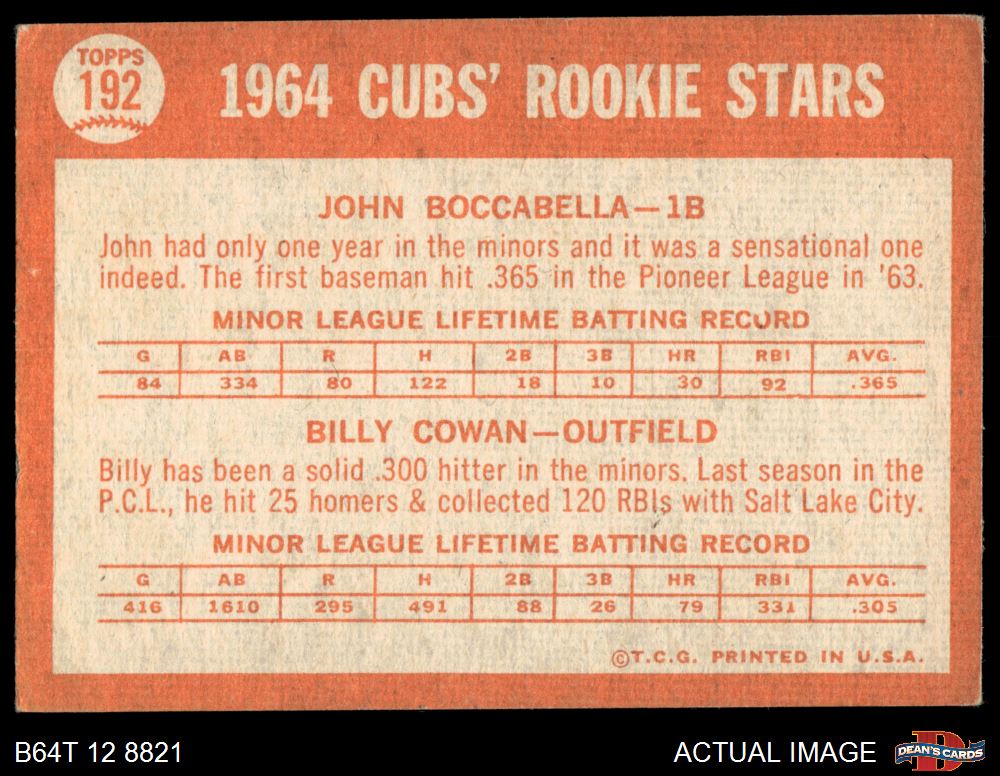 TOPPS
192
1964 CUBS' ROOKIE STARS
JOHN BOCCABELLA—1B
John had only one year in the minors and it was a sensational one
indeed. The first baseman hit .365 in the Pioneer League in '63.
MINOR LEAGUE LIFETIME BATTING RECORD
G AB R H 2B 3B HR RBI AVG.
84 334 80 122 18 10 30 92 .365
BILLY COWAN—OUTFIELD
Billy has been a solid .300 hitter in the minors. Last season in the
P.C.L., he hit 25 homers & collected 120 RBIs with Salt Lake City.
MINOR LEAGUE LIFETIME BATTING RECORD
G AB R H 2B 3B HR RBI AVG.
416 1610 295 491 88 26 79 331 .305
©T.C.G. PRINTED IN U.S.A.
B64T 12 8821
ACTUAL IMAGE
D
DEAN'S CARDS